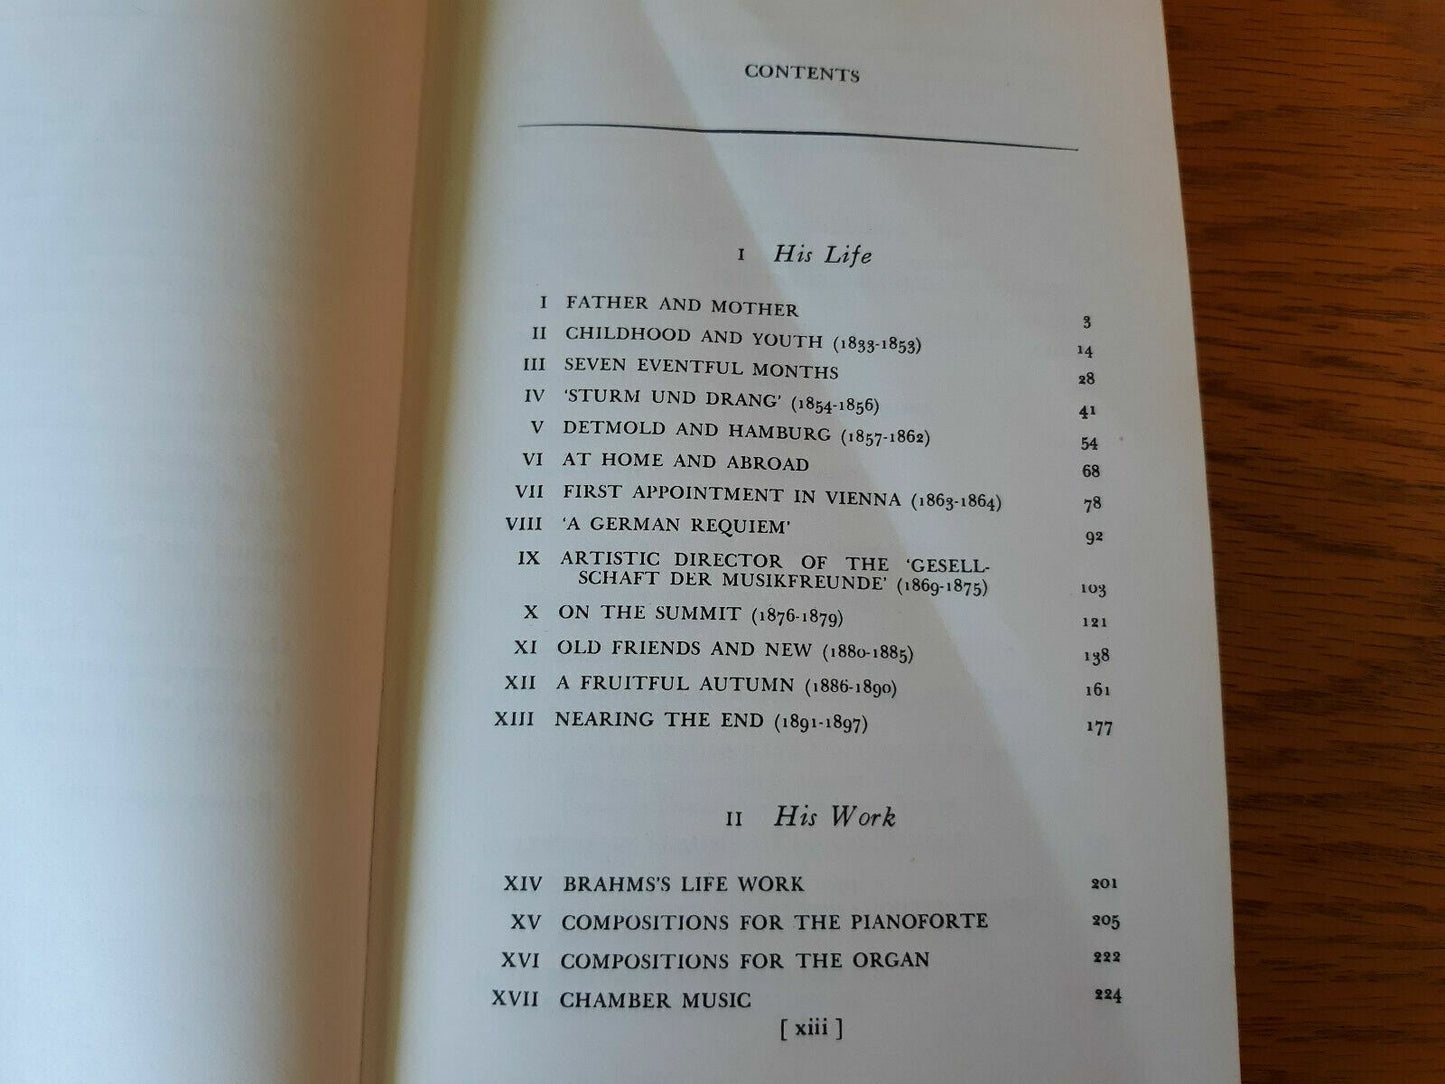 CONTENTS
I His Life
I FATHER AND MOTHER 3
II CHILDHOOD AND YOUTH (1833-1853) 14
III SEVEN EVENTFUL MONTHS 28
IV ‘STURM UND DRANG’ (1854-1856) 41
V DETMOLD AND HAMBURG (1857-1862) 54
VI AT HOME AND ABROAD 68
VII FIRST APPOINTMENT IN VIENNA (1863-1864) 78
VIII ‘A GERMAN REQUIEM’ 92
IX ARTISTIC DIRECTOR OF THE ‘GESELL-
SCHAFT DER MUSIKFREUNDE’ (1869-1875) 103
X ON THE SUMMIT (1876-1879) 121
XI OLD FRIENDS AND NEW (1880-1885) 138
XII A FRUITFUL AUTUMN (1886-1890) 161
XIII NEARING THE END (1891-1897) 177
II His Work
XIV BRAHMS'S LIFE WORK 201
XV COMPOSITIONS FOR THE PIANOFORTE 205
XVI COMPOSITIONS FOR THE ORGAN 222
XVII CHAMBER MUSIC 224
[ xiii ]